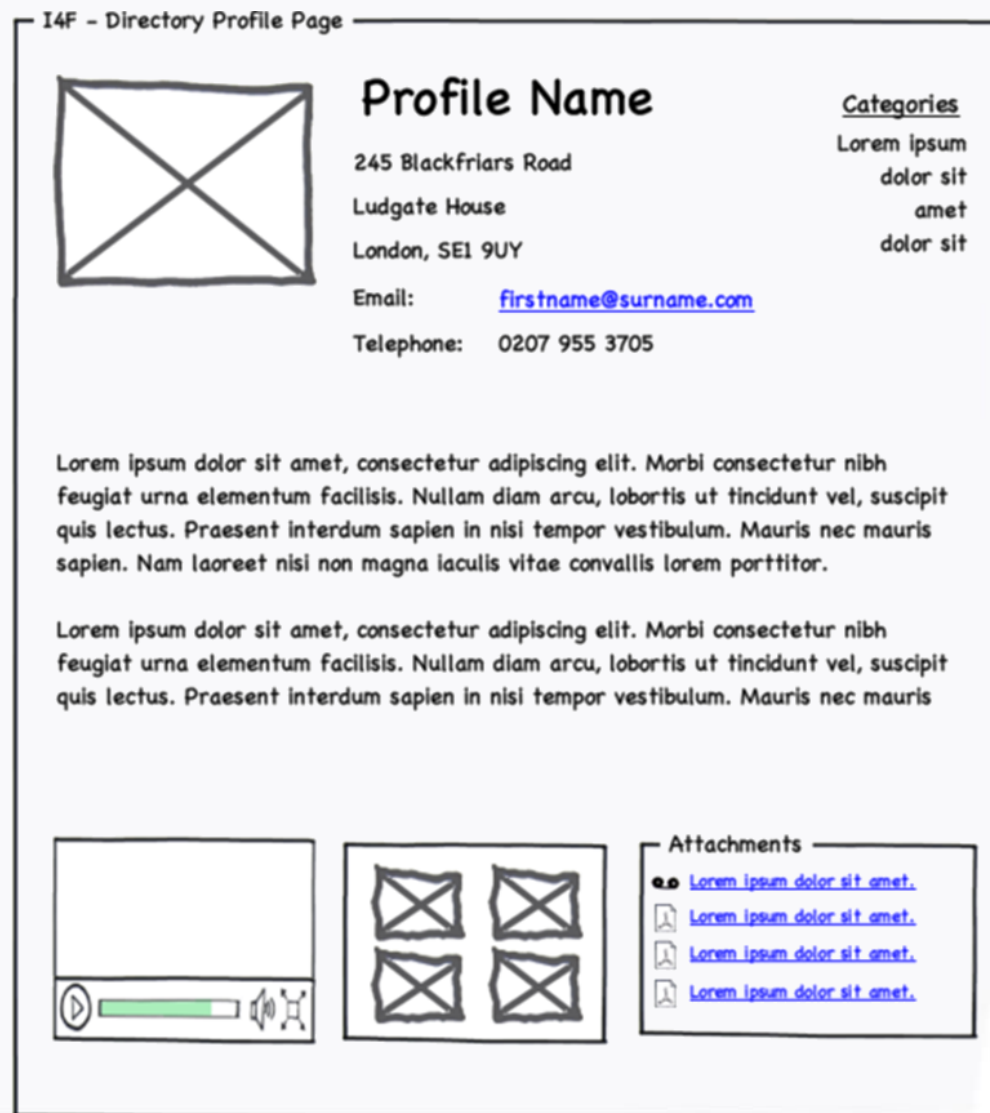 I4F - Directory Profile Page
Profile Name
245 Blackfriars Road
Ludgate House
London, SE1 9UY
Email: firstname@surname.com
Telephone: 0207 955 3705
Categories
Lorem ipsum
dolor sit
amet
dolor sit
Lorem ipsum dolor sit amet, consectetur adipiscing elit. Morbi consectetur nibh
feugiat urna elementum facilisis. Nullam diam arcu, lobortis ut tincidunt vel, suscipit
quis lectus. Praesent interdum sapien in nisi tempor vestibulum. Mauris nec mauris
sapien. Nam laoreet nisi non magna iaculis vitae convallis lorem porttitor.
Lorem ipsum dolor sit amet, consectetur adipiscing elit. Morbi consectetur nibh
feugiat urna elementum facilisis. Nullam diam arcu, lobortis ut tincidunt vel, suscipit
quis lectus. Praesent interdum sapien in nisi tempor vestibulum. Mauris nec mauris
Attachments
Lorem ipsum dolor sit amet.
Lorem ipsum dolor sit amet.
Lorem ipsum dolor sit amet.
Lorem ipsum dolor sit amet.